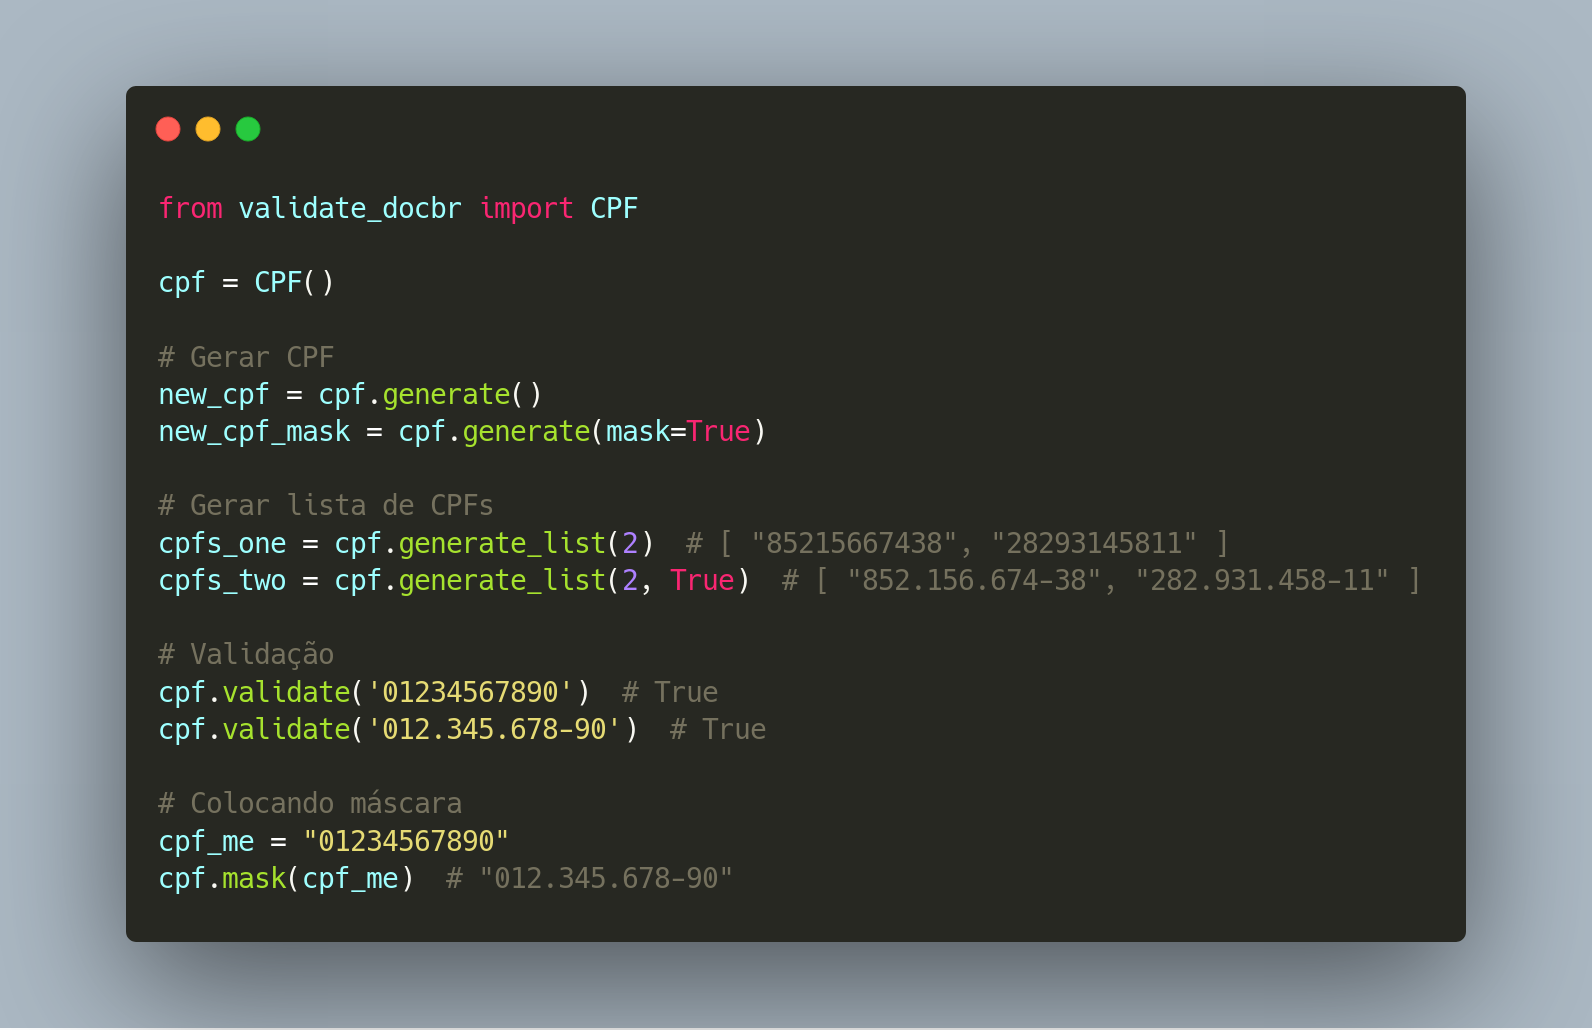 from validate_docbr import CPF
cpf = CPF()
# Gerar CPF
new_cpf = cpf.generate()
new_cpf_mask = cpf.generate(mask=True)
# Gerar lista de CPFs
cpfs_one = cpf.generate_list(2)  # [ "85215667438", "28293145811" ]
cpfs_two = cpf.generate_list(2, True)  # [ "852.156.674-38", "282.931.458-11" ]
# Validação
cpf.validate('01234567890')  # True
cpf.validate('012.345.678-90')  # True
# Colocando máscara
cpf_me = "01234567890"
cpf.mask(cpf_me)  # "012.345.678-90"